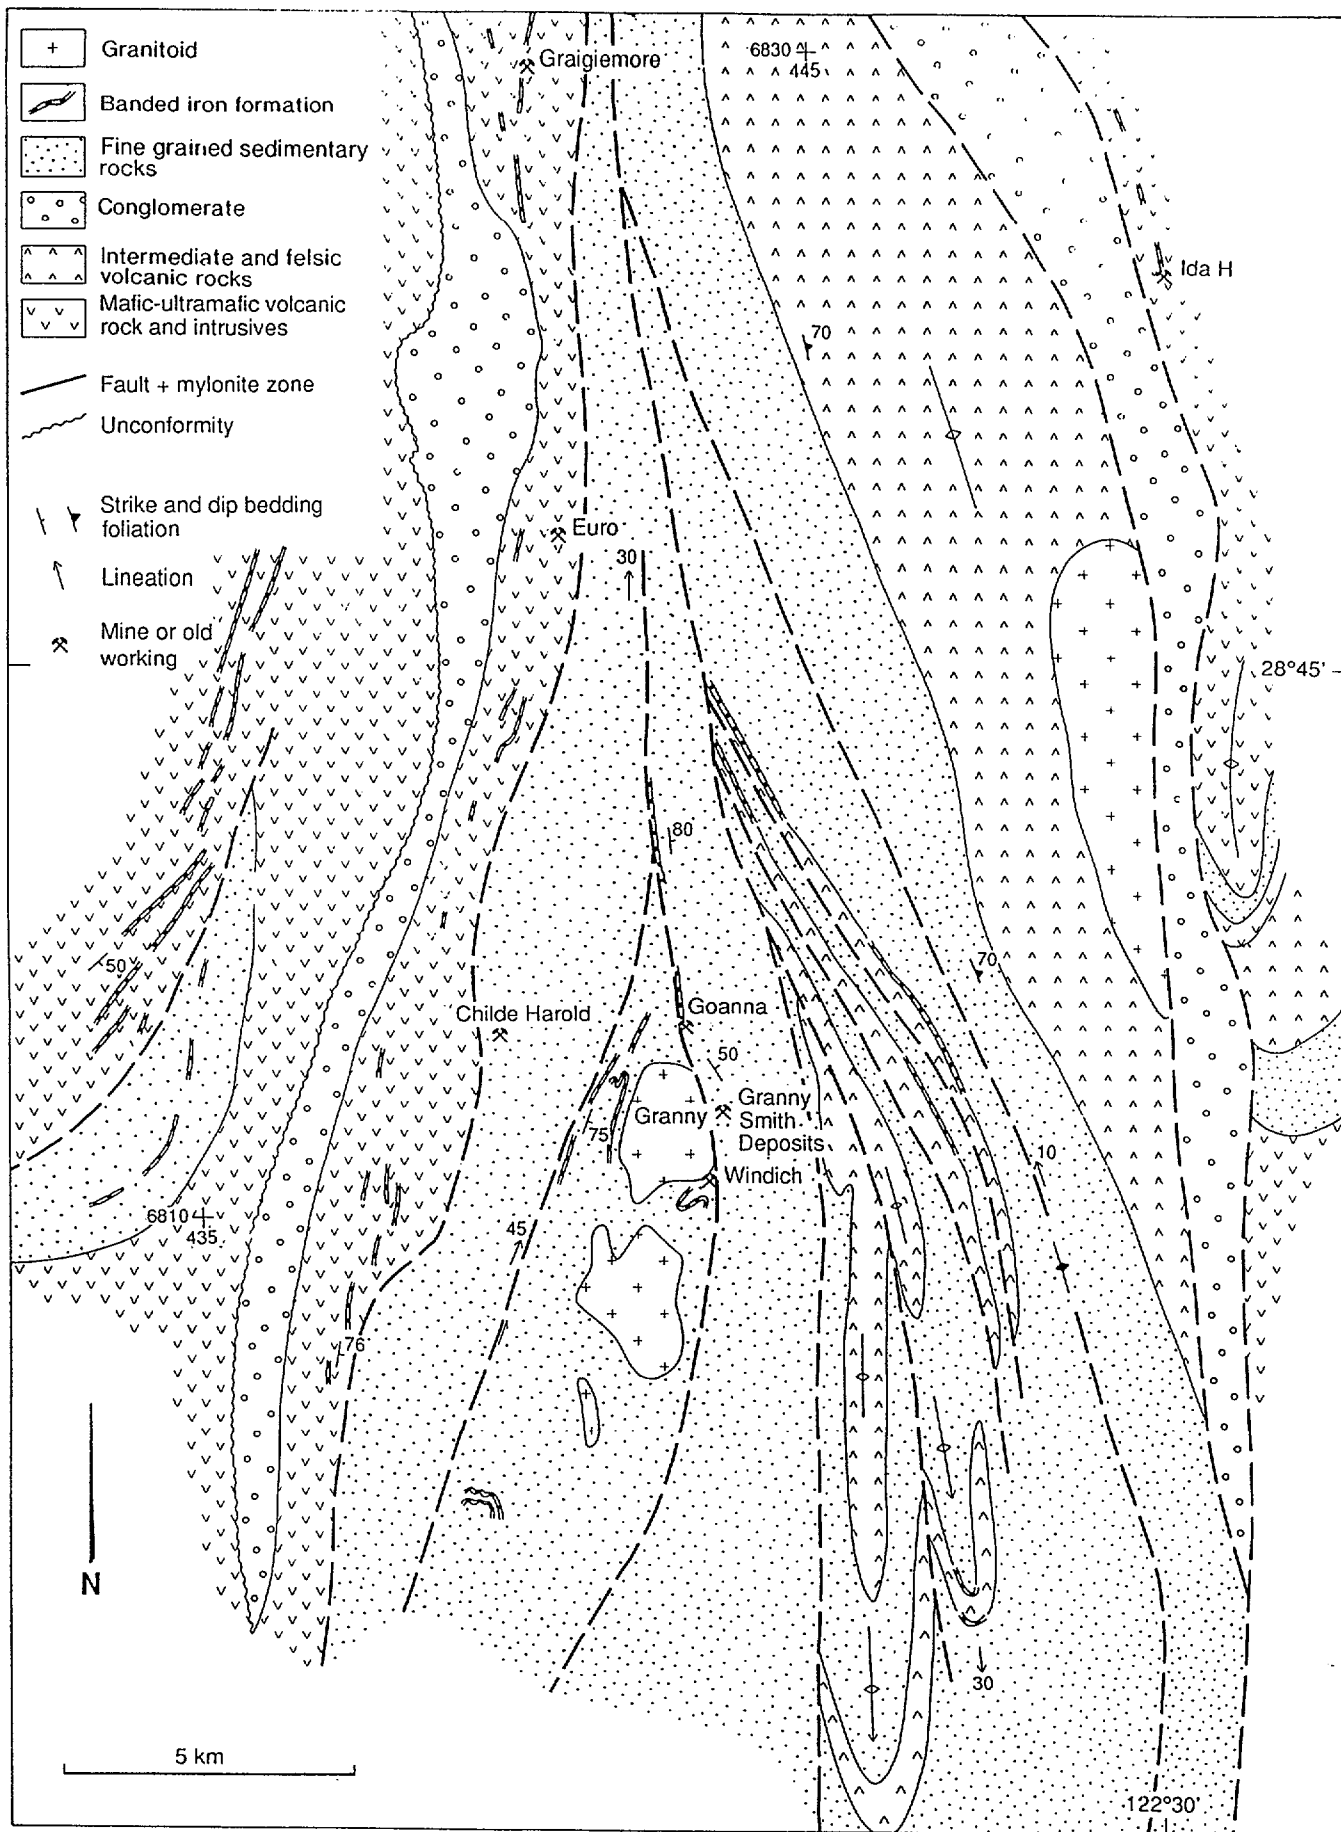 Granitoid
Banded iron formation
Fine grained sedimentary
rocks
Conglomerate
Intermediate and felsic
volcanic rocks
Mafic-ultramafic volcanic
rock and intrusives
Fault + mylonite zone
Unconformity
Strike and dip bedding
foliation
Lineation
Mine or old
working
Graigiemore
6830
445
Ida H
70
Euro
30
28°45'
80
50
70
Childe Harold
Goanna
50
Granny
Granny
Smith
Deposits
75
Windich
10
6810
435
45
76
N
30
5 km
122°30'